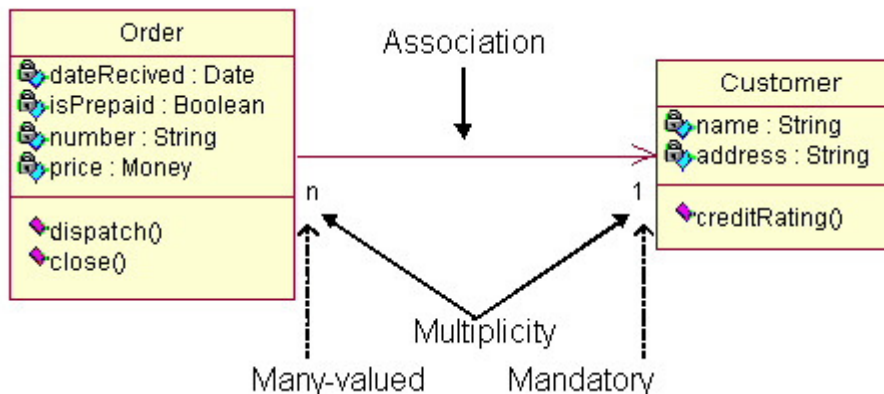 Order
dateRecived : Date
isPrepaid : Boolean
number : String
price : Money
dispatch()
close()
Association
Customer
name : String
address : String
creditRating()
n
1
Multiplicity
Many-valued
Mandatory